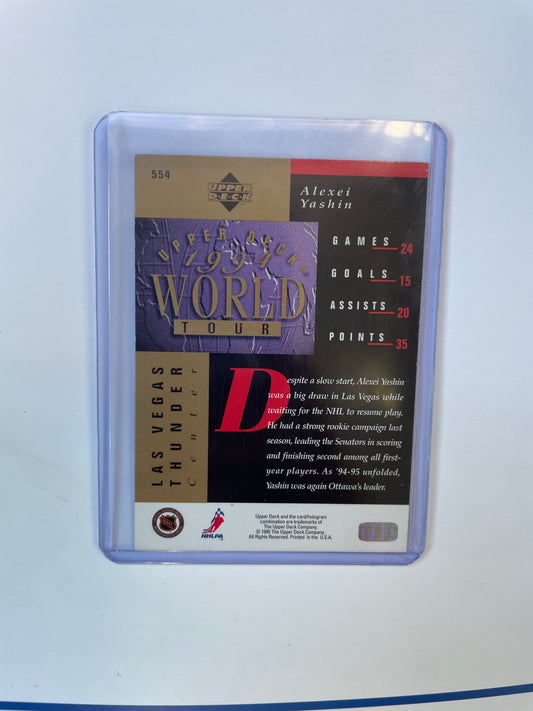 554
UPPER
DECK
Alexei
Yashin
UPPER DECK
1994
WORLD
TOUR
GAMES 24
GOALS 15
ASSISTS 20
POINTS 35
LAS VEGAS
THUNDER
Center
Despite a slow start, Alexei Yashin
was a big draw in Las Vegas while
waiting for the NHL to resume play.
He had a strong rookie campaign last
season, leading the Senators in scoring
and finishing second among all first-
year players. As '94-95 unfolded,
Yashin was again Ottawa's leader.
NHLPA
Upper Deck and the card/hologram
combination are trademarks of
The Upper Deck Company.
© 1995 The Upper Deck Company.
All Rights Reserved. Printed in the U.S.A.